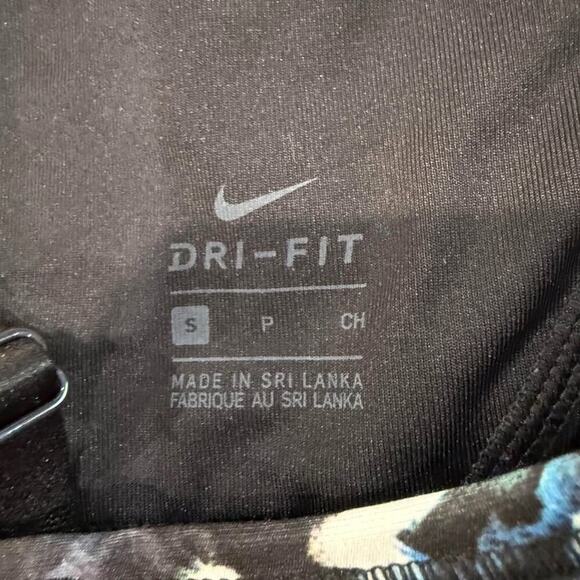 DRI-FIT
S P CH
MADE IN SRI LANKA
FABRIQUE AU SRI LANKA